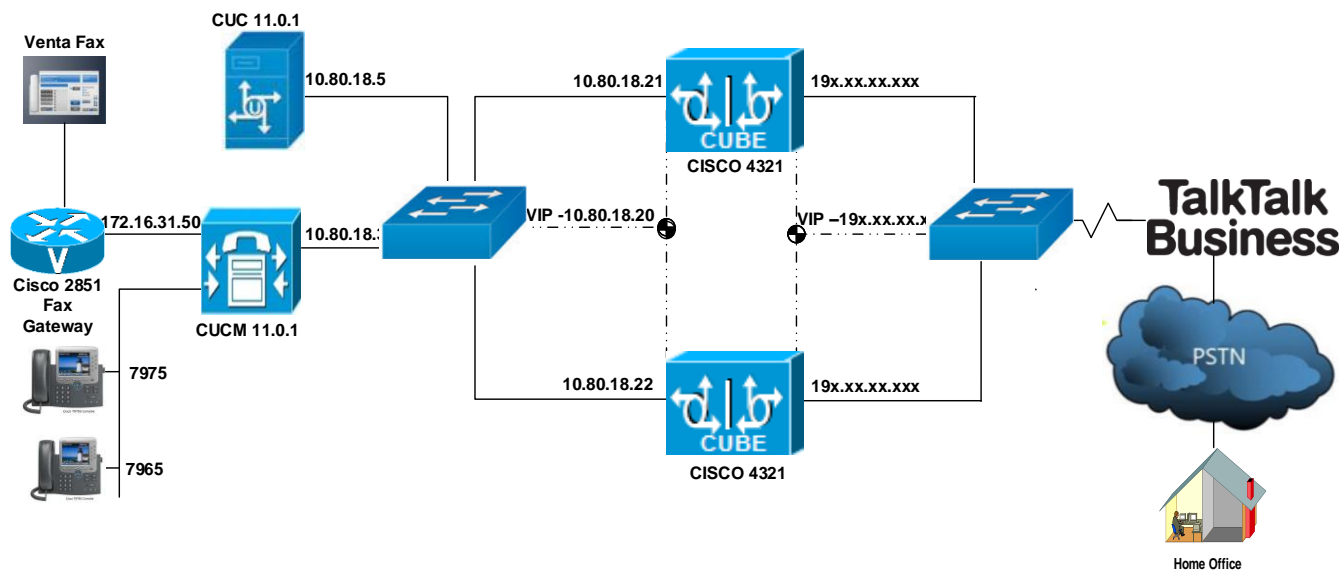 CUC 11.0.1
Venta Fax
10.80.18.5
10.80.18.21
19x.xx.xx.xxx
CUBE
CISCO 4321
172.16.31.50
10.80.18.
VIP -10.80.18.20
VIP –19x.xx.xx.x
TalkTalk
Business
V
U
Cisco 2851
Fax
Gateway
CUCM 11.0.1
7975
10.80.18.22
19x.xx.xx.xxx
CUBE
CISCO 4321
PSTN
7965
Home Office